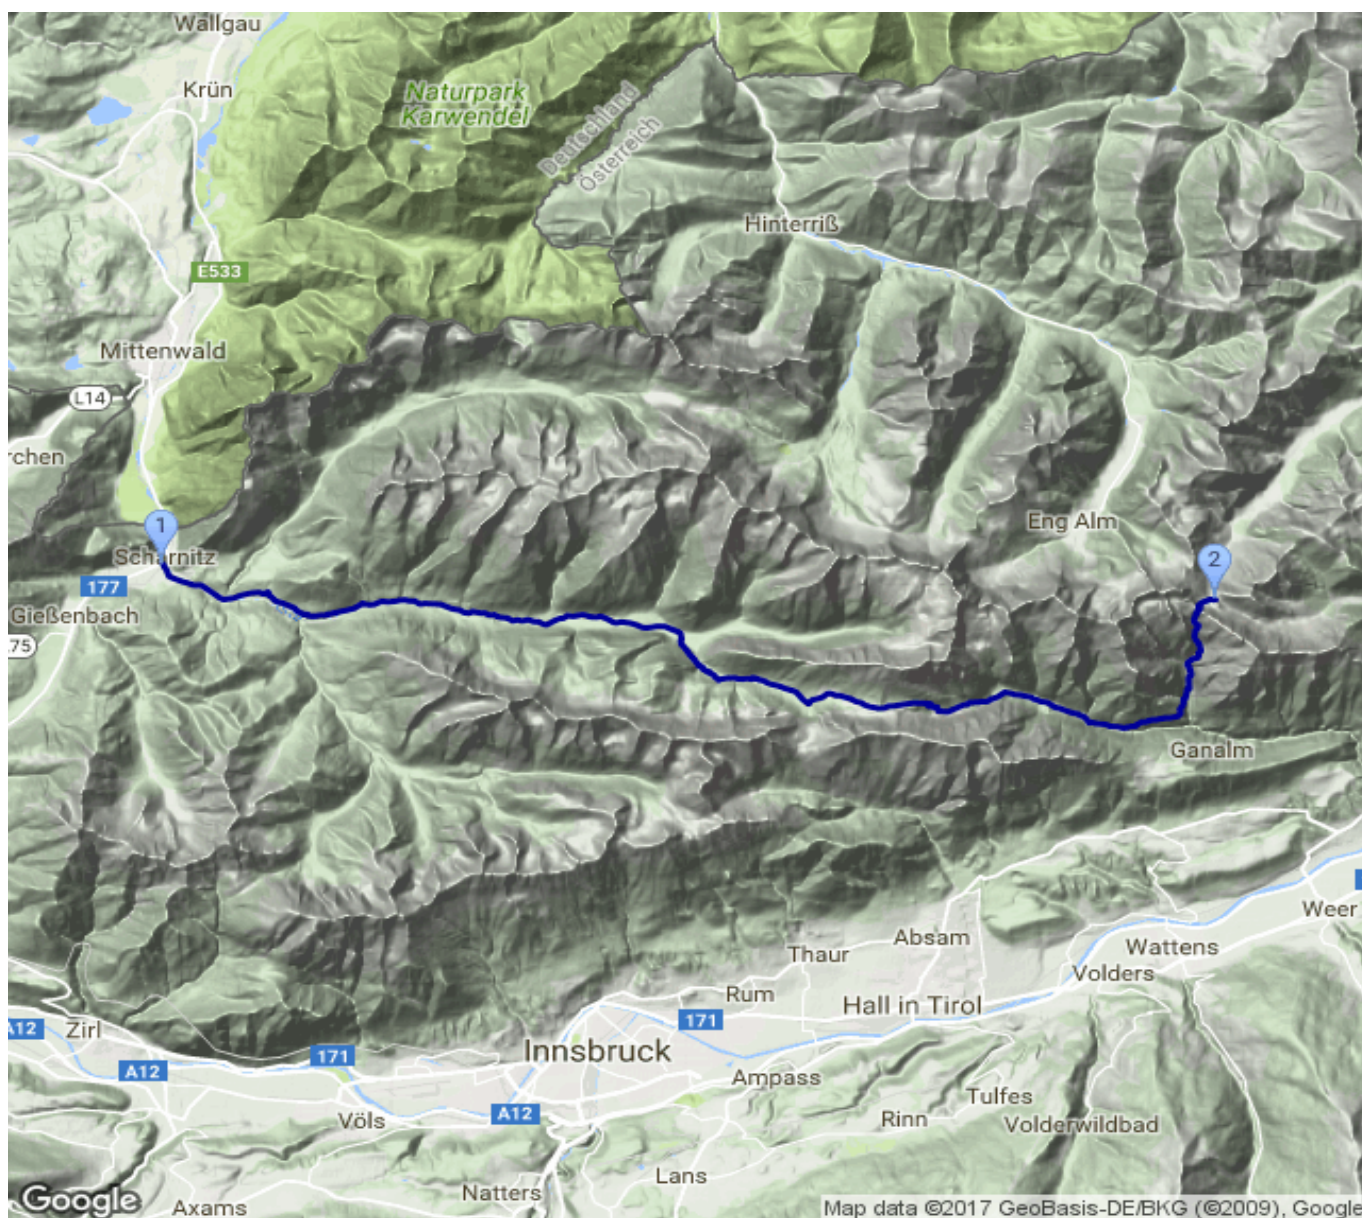 Wallgau
Krün
Naturpark
Karwendel
Deutschland
Österreich
Hinterriß
E533
Mittenwald
L14
rchen
1
Scharnitz
177
Gießenbach
75
Eng Alm
2
Ganalm
Weer
Absam
Wattens
Thaur
Volders
Rum
Hall in Tirol
171
A12
Zirl
171
A12
Innsbruck
Ampass
Tulfes
A12
Völs
Rinn
Volderwildbad
Lans
Natters
Axams
Google
Map data ©2017 GeoBasis-DE/BKG (©2009), Google